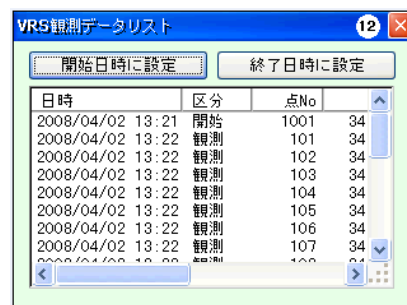 VRS観測データリスト 12
開始日時に設定 終了日時に設定
日時 区分 点No
2008/04/02 13:21 開始 1001 34
2008/04/02 13:22 観測 101 34
2008/04/02 13:22 観測 102 34
2008/04/02 13:22 観測 103 34
2008/04/02 13:22 観測 104 34
2008/04/02 13:22 観測 105 34
2008/04/02 13:22 観測 106 34
2008/04/02 13:22 観測 107 34